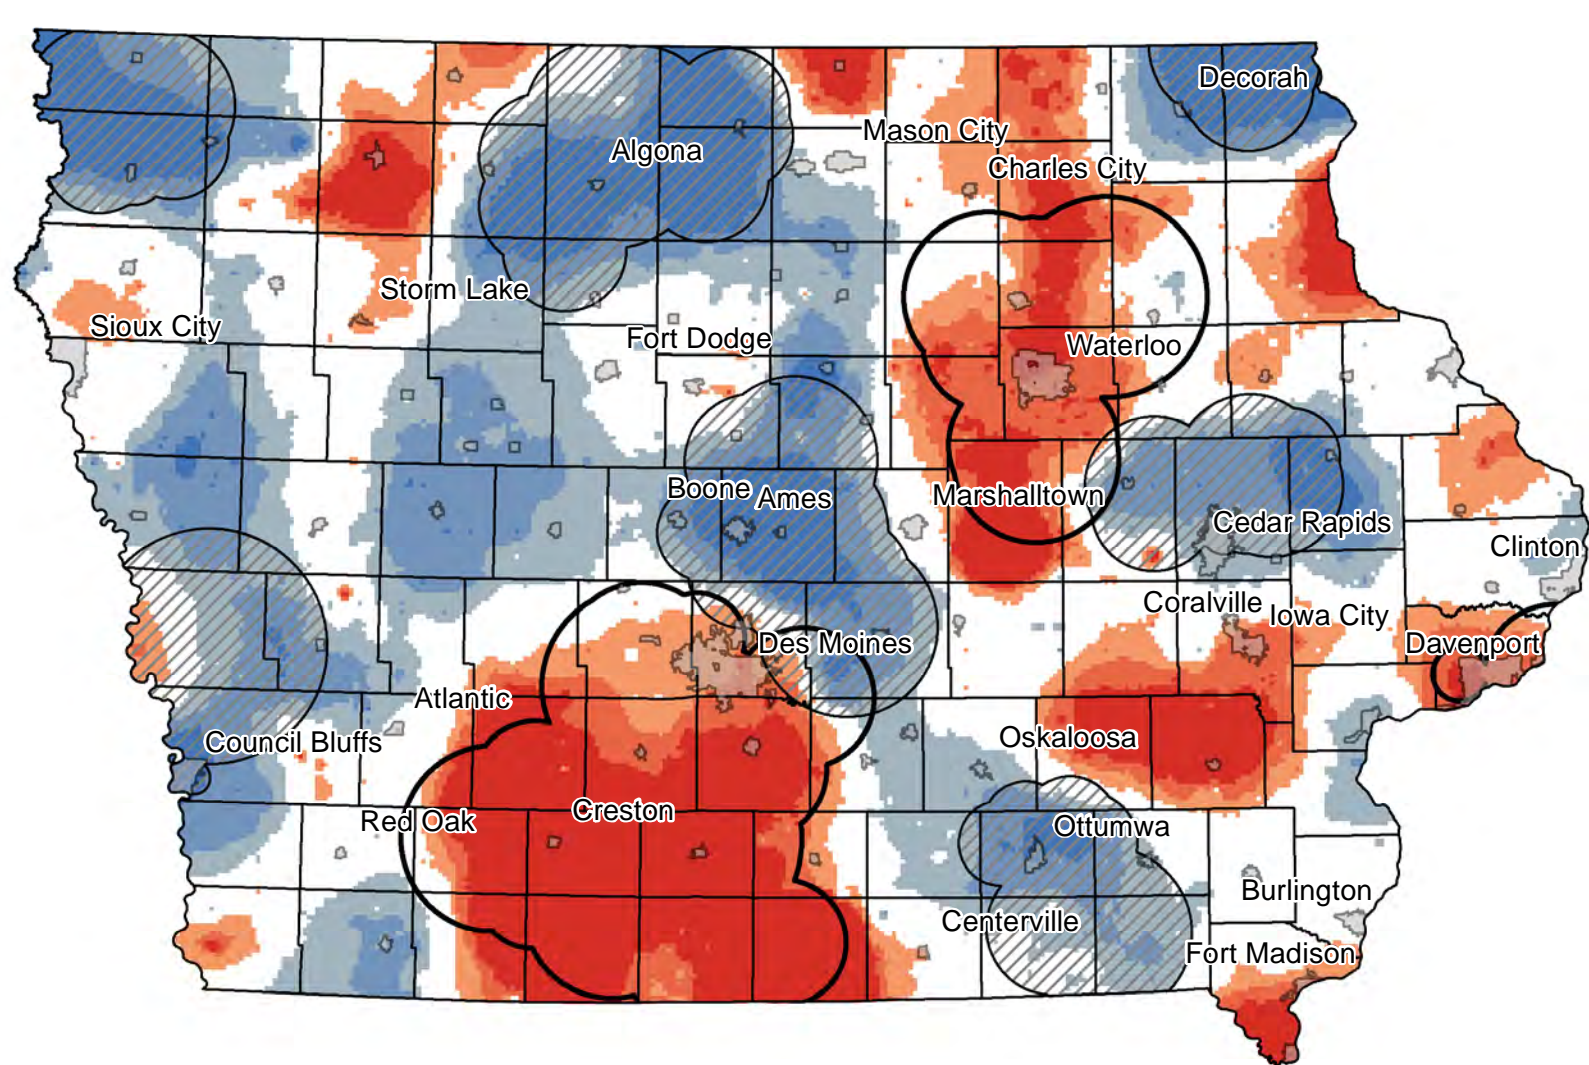 Decorah
Mason City
Algona
Charles City
Storm Lake
Sioux City
Fort Dodge
Waterloo
Boone
Ames
Marshalltown
Cedar Rapids
Clinton
Coralville
Iowa City
Des Moines
Davenport
Atlantic
Council Bluffs
Oskaloosa
Creston
Red Oak
Ottumwa
Burlington
Centerville
Fort Madison